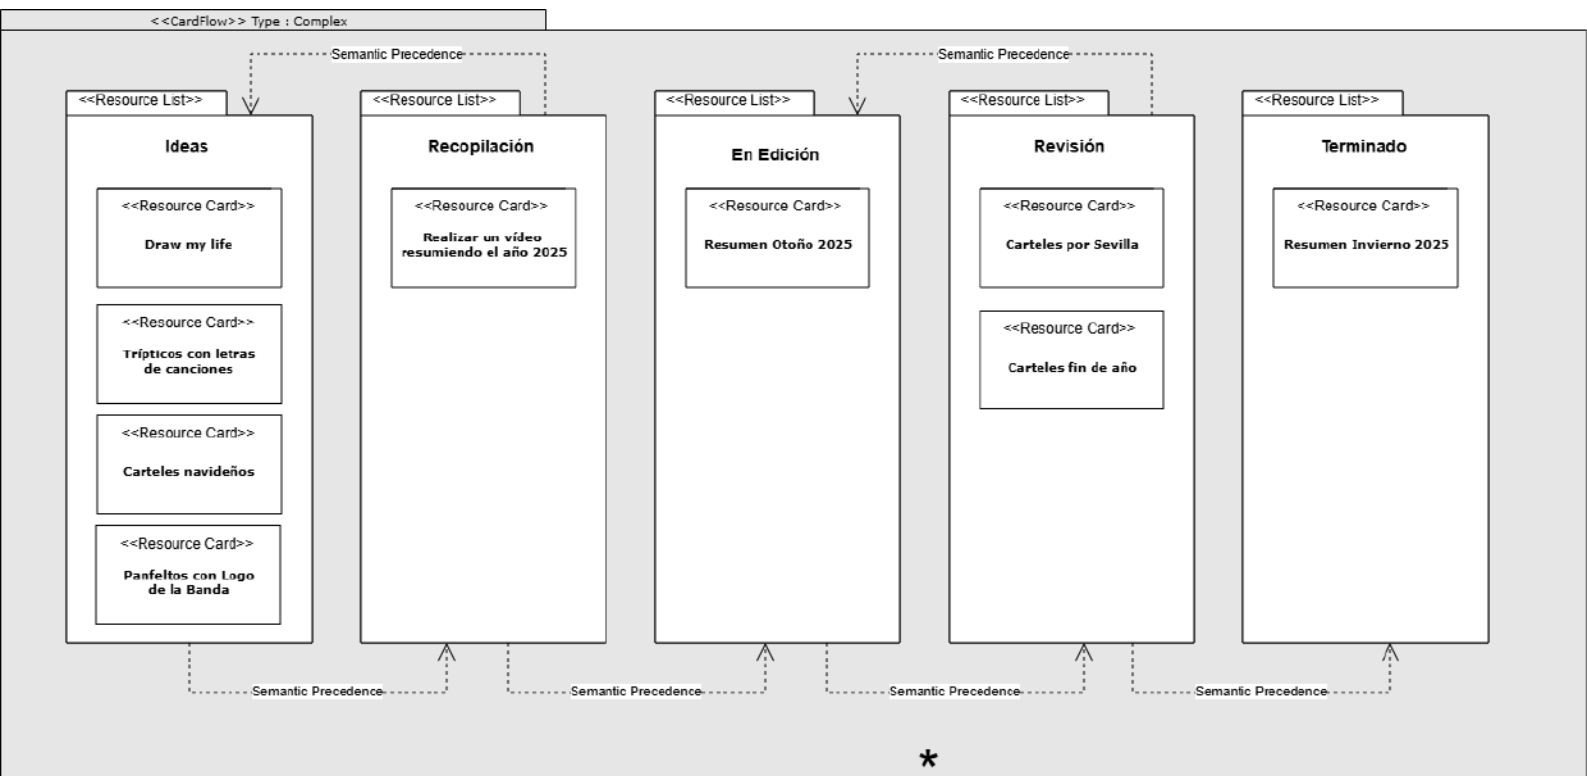 <<CardFlow>> Type : Complex
Semantic Precedence
Semantic Precedence
<<Resource List>>
<<Resource List>>
<<Resource List>>
<<Resource List>>
<<Resource List>>
Ideas
Recopilación
En Edición
Revisión
Terminado
<<Resource Card>>
Draw my life
<<Resource Card>>
Trípticos con letras
de canciones
<<Resource Card>>
Carteles navideños
<<Resource Card>>
Panfeltos con Logo
de la Banda
<<Resource Card>>
Realizar un vídeo
resumiendo el año 2025
<<Resource Card>>
Resumen Otoño 2025
<<Resource Card>>
Carteles por Sevilla
<<Resource Card>>
Carteles fin de año
<<Resource Card>>
Resumen Invierno 2025
Semantic Precedence
Semantic Precedence
Semantic Precedence
Semantic Precedence
*